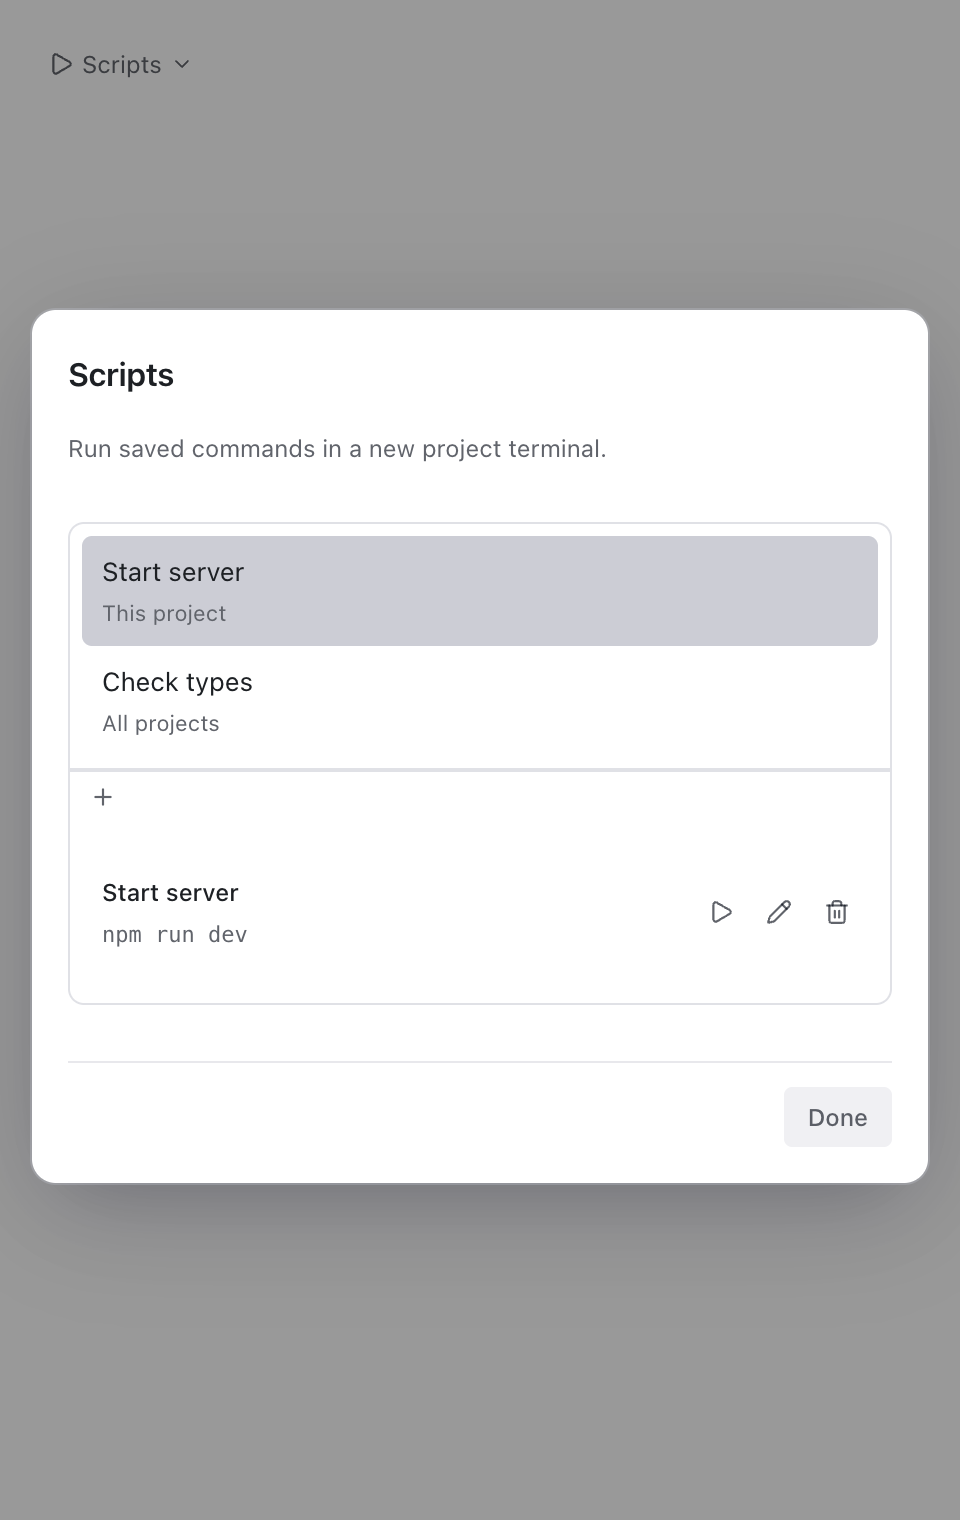 Scripts
Scripts
Run saved commands in a new project terminal.
Start server
This project
Check types
All projects
Start server
npm run dev
Done